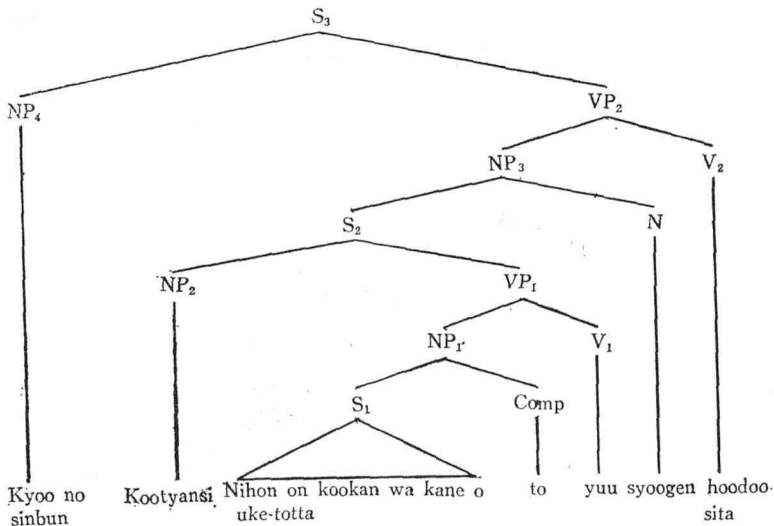 S₃
NP₄ VP₂
NP₃ V₂
S₂ N
NP₂ VP₁
NP₁ V₁
S₁ Comp
Kyoo no Kootyansi Nihon on kookan wa kane o to yuu syoogen hoodoo-
sinbun uke-totta sita